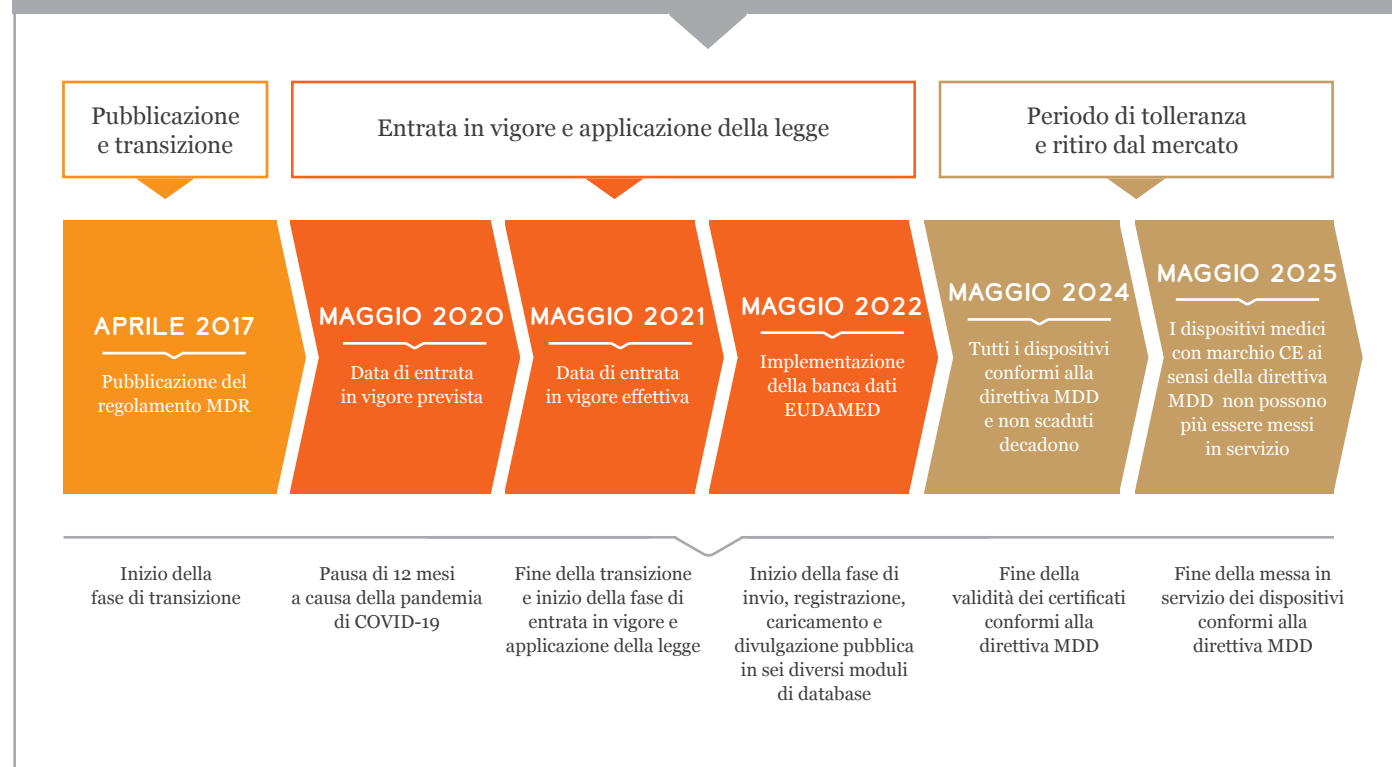 Pubblicazione
e transizione
Entrata in vigore e applicazione della legge
Periodo di tolleranza
e ritiro dal mercato
APRILE 2017
Pubblicazione del
regolamento MDR
MAGGIO 2020
Data di entrata
in vigore prevista
MAGGIO 2021
Data di entrata
in vigore effettiva
MAGGIO 2022
Implementazione
della banca dati
EUDAMED
MAGGIO 2024
Tutti i dispositivi
conformi alla
direttiva MDD
e non scaduti
decadono
MAGGIO 2025
I dispositivi medici
con marchio CE ai
sensi della direttiva
MDD non possono
più essere messi
in servizio
Inizio della
fase di transizione
Pausa di 12 mesi
a causa della pandemia
di COVID-19
Fine della transizione
e inizio della fase di
entrata in vigore e
applicazione della legge
Inizio della fase di
invio, registrazione,
caricamento e
divulgazione pubblica
in sei diversi moduli
di database
Fine della
validità dei certificati
conformi alla
direttiva MDD
Fine della messa in
servizio dei dispositivi
conformi alla
direttiva MDD